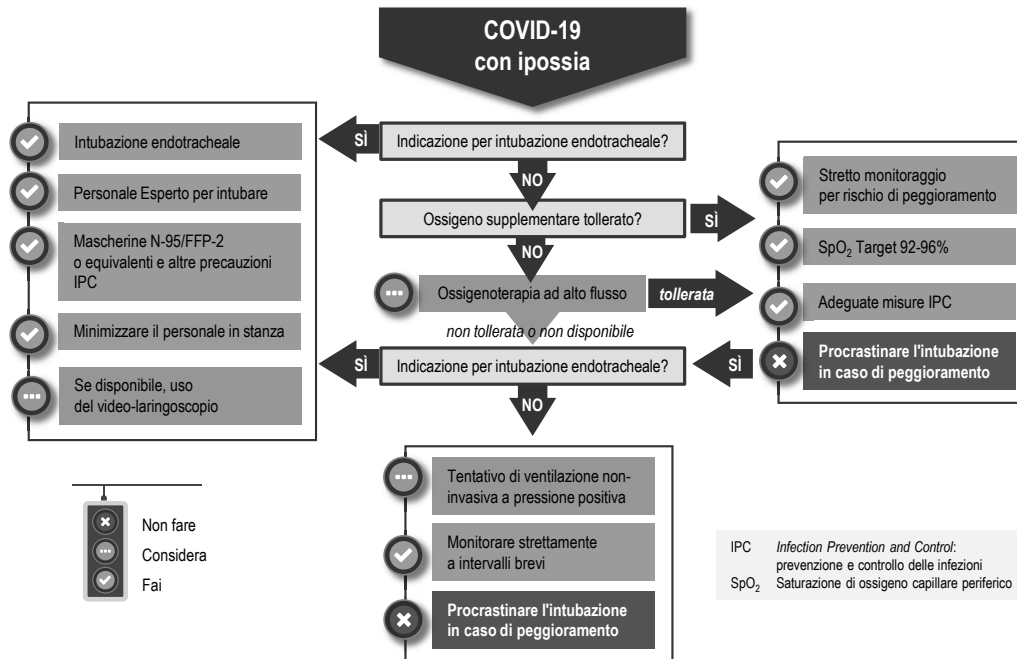 COVID-19
con ipossia
Indicazione per intubazione endotracheale?
SÌ
NO
Intubazione endotracheale
Personale Esperto per intubare
Mascherine N-95/FFP-2
o equivalenti e altre precauzioni
IPC
Minimizzare il personale in stanza
Se disponibile, uso
del video-laringoscopio
Ossigeno supplementare tollerato?
SÌ
NO
Stretto monitoraggio
per rischio di peggioramento
SpO₂ Target 92-96%
Adeguate misure IPC
Procrastinare l'intubazione
in caso di peggioramento
Ossigenoterapia ad alto flusso
tollerata
non tollerata o non disponibile
SÌ
Indicazione per intubazione endotracheale?
SÌ
NO
Tentativo di ventilazione non-
invasiva a pressione positiva
Monitorare strettamente
a intervalli brevi
Procrastinare l'intubazione
in caso di peggioramento
Non fare
Considera
Fai
IPC Infection Prevention and Control:
prevenzione e controllo delle infezioni
SpO₂ Saturazione di ossigeno capillare periferico